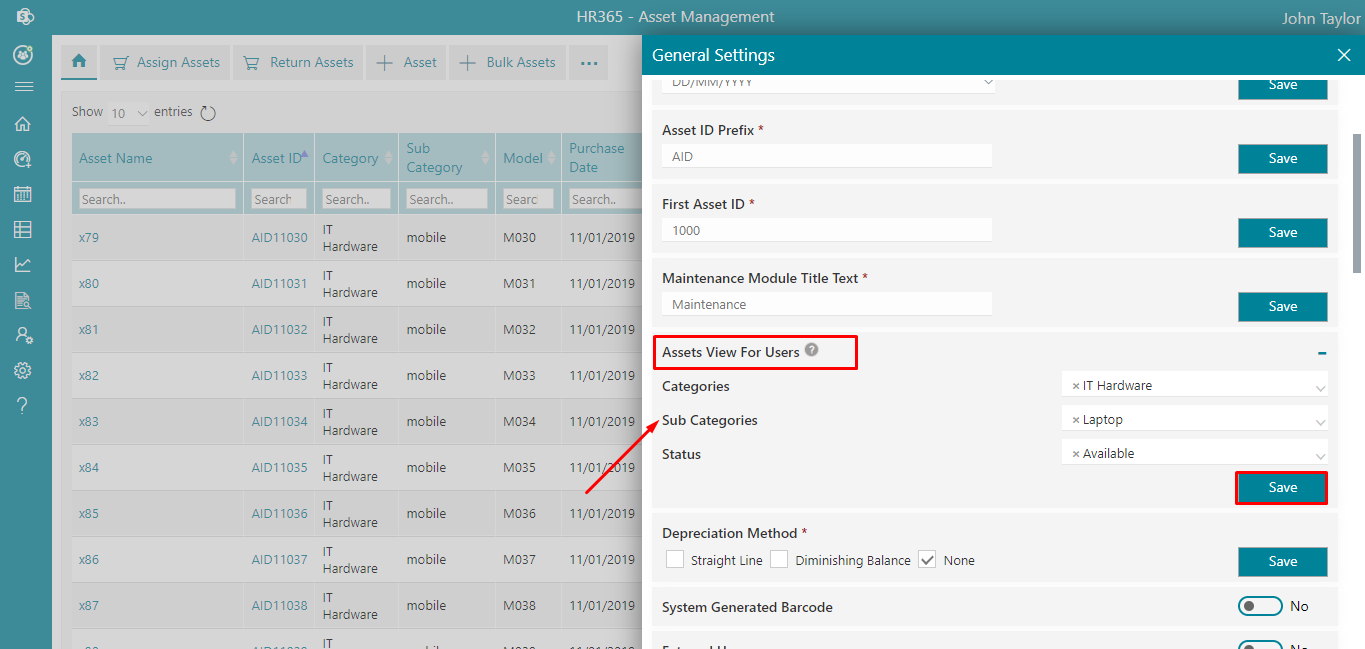 HR365 - Asset Management
John Taylor
Assign Assets
Return Assets
Asset
Bulk Assets
Show 10 entries
Asset Name
Asset ID
Category
Sub
Category
Model
Purchase
Date
Search..
Search
Search..
Search..
Searc
Search..
x79 AID11030 IT Hardware mobile M030 11/01/2019
x80 AID11031 IT Hardware mobile M031 11/01/2019
x81 AID11032 IT Hardware mobile M032 11/01/2019
x82 AID11033 IT Hardware mobile M033 11/01/2019
x83 AID11034 IT Hardware mobile M034 11/01/2019
x84 AID11035 IT Hardware mobile M035 11/01/2019
x85 AID11036 IT Hardware mobile M036 11/01/2019
x86 AID11037 IT Hardware mobile M037 11/01/2019
x87 AID11038 IT Hardware mobile M038 11/01/2019
IT
General Settings
DD/MM/YYYY
Save
Asset ID Prefix *
AID
Save
First Asset ID *
1000
Save
Maintenance Module Title Text *
Maintenance
Save
Assets View For Users ?
Categories
× IT Hardware
Sub Categories
× Laptop
Status
× Available
Save
Depreciation Method *
Straight Line
Diminishing Balance
None
Save
System Generated Barcode
No
No